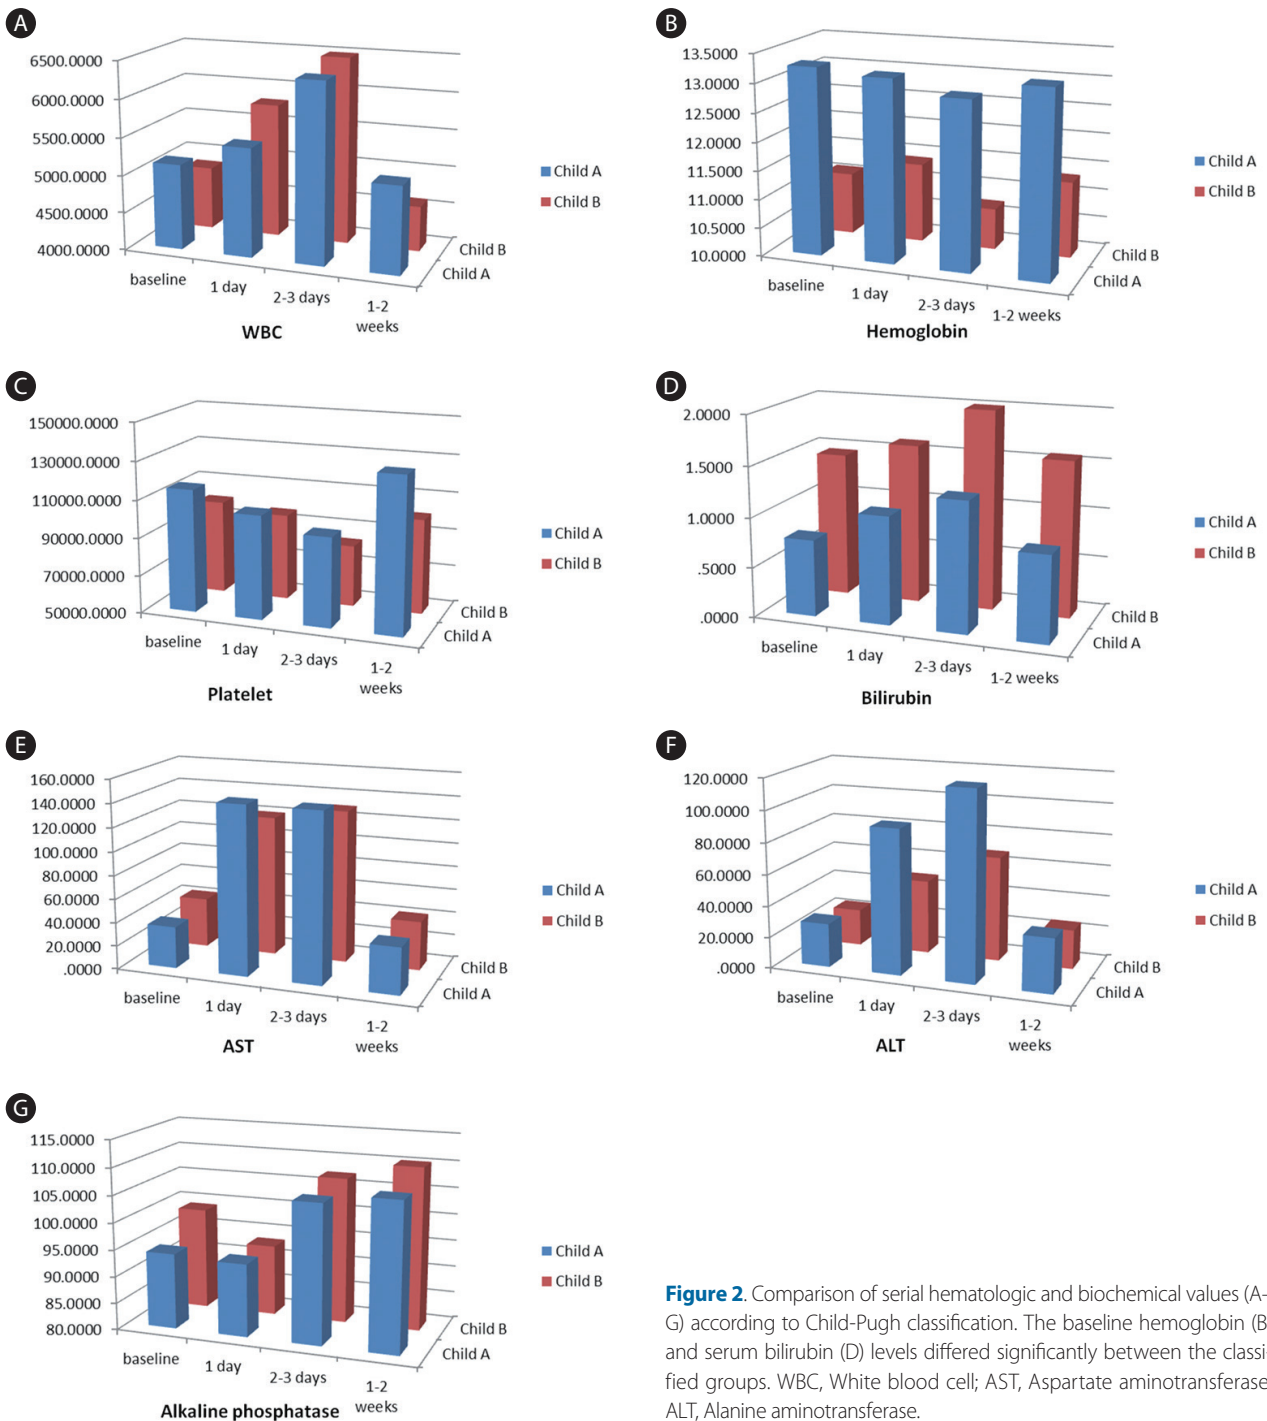 A
6500.0000
6000.0000
5500.0000
5000.0000
4500.0000
4000.0000
baseline
1 day
2-3 days
1-2
weeks
Child B
Child A
Child A
Child B
WBC
B
13.5000
13.0000
12.5000
12.0000
11.5000
11.0000
10.5000
10.0000
baseline
1 day
2-3 days
1-2 weeks
Child B
Child A
Child A
Child B
Hemoglobin
C
150000.0000
130000.0000
110000.0000
90000.0000
70000.0000
50000.0000
baseline
1 day
2-3 days
1-2
weeks
Child B
Child A
Child A
Child B
Platelet
D
2.0000
1.5000
1.0000
.5000
.0000
baseline
1 day
2-3 days
1-2 weeks
Child B
Child A
Child A
Child B
Bilirubin
E
160.0000
140.0000
120.0000
100.0000
80.0000
60.0000
40.0000
20.0000
.0000
baseline
1 day
2-3 days
1-2
weeks
Child B
Child A
Child A
Child B
AST
F
120.0000
100.0000
80.0000
60.0000
40.0000
20.0000
.0000
baseline
1 day
2-3 days
1-2
weeks
Child B
Child A
Child A
Child B
ALT
G
115.0000
110.0000
105.0000
100.0000
95.0000
90.0000
85.0000
80.0000
baseline
1 day
2-3 days
1-2
weeks
Child B
Child A
Child A
Child B
Alkaline phosphatase
Figure 2. Comparison of serial hematologic and biochemical values (A-
G) according to Child-Pugh classification. The baseline hemoglobin (B
and serum bilirubin (D) levels differed significantly between the classi-
fied groups. WBC, White blood cell; AST, Aspartate aminotransferase
ALT, Alanine aminotransferase.